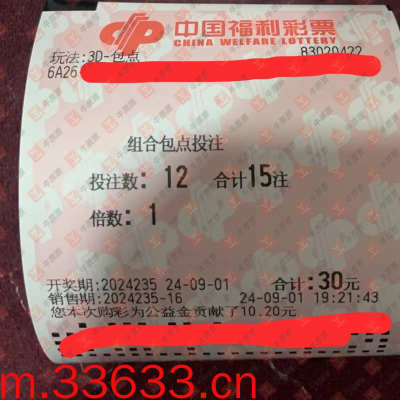 中国福利彩票
CHINA WELFARE LOTTERY
玩法:3D-包点 83020422
6A26
组合包点投注
投注数: 12 合计15注
倍数: 1
开奖期:2024235 24-09-01 合计:30元
销售期:2024235-16 24-09-01 19:21:43
您本次购彩为公益金贡献了10.20元
m.33633.cn